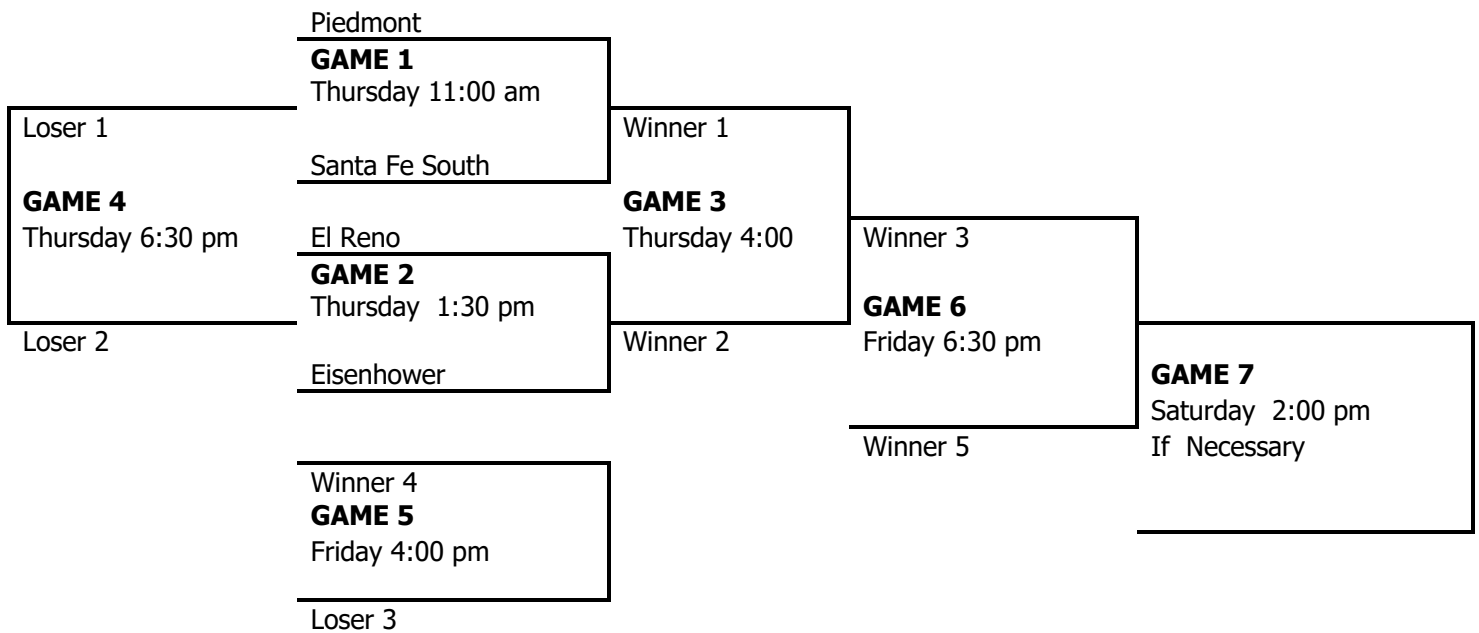 Piedmont
GAME 1
Thursday 11:00 am
Santa Fe South
Loser 1
GAME 4
Thursday 6:30 pm
Loser 2
El Reno
GAME 2
Thursday  1:30 pm
Eisenhower
Winner 1
GAME 3
Thursday 4:00
Winner 2
Winner 3
GAME 6
Friday 6:30 pm
Winner 5
GAME 7
Saturday  2:00 pm
If  Necessary
Winner 4
GAME 5
Friday 4:00 pm
Loser 3